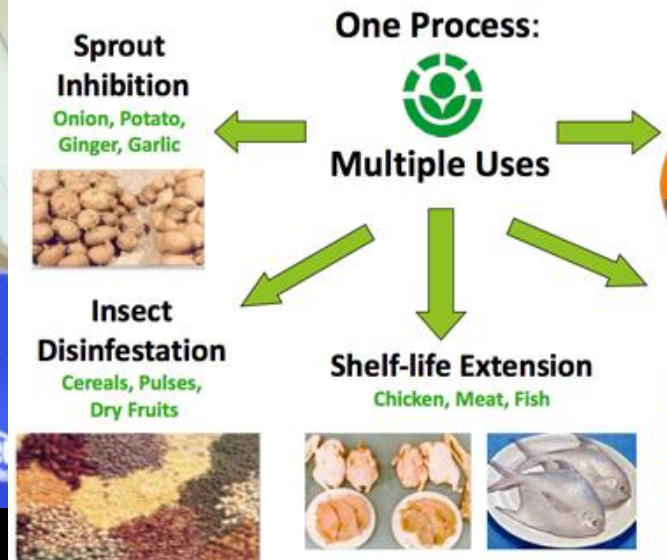 One Process:
Multiple Uses
Sprout
Inhibition
Onion, Potato,
Ginger, Garlic
Insect
Disinfestation
Cereals, Pulses,
Dry Fruits
Shelf-life Extension
Chicken, Meat, Fish